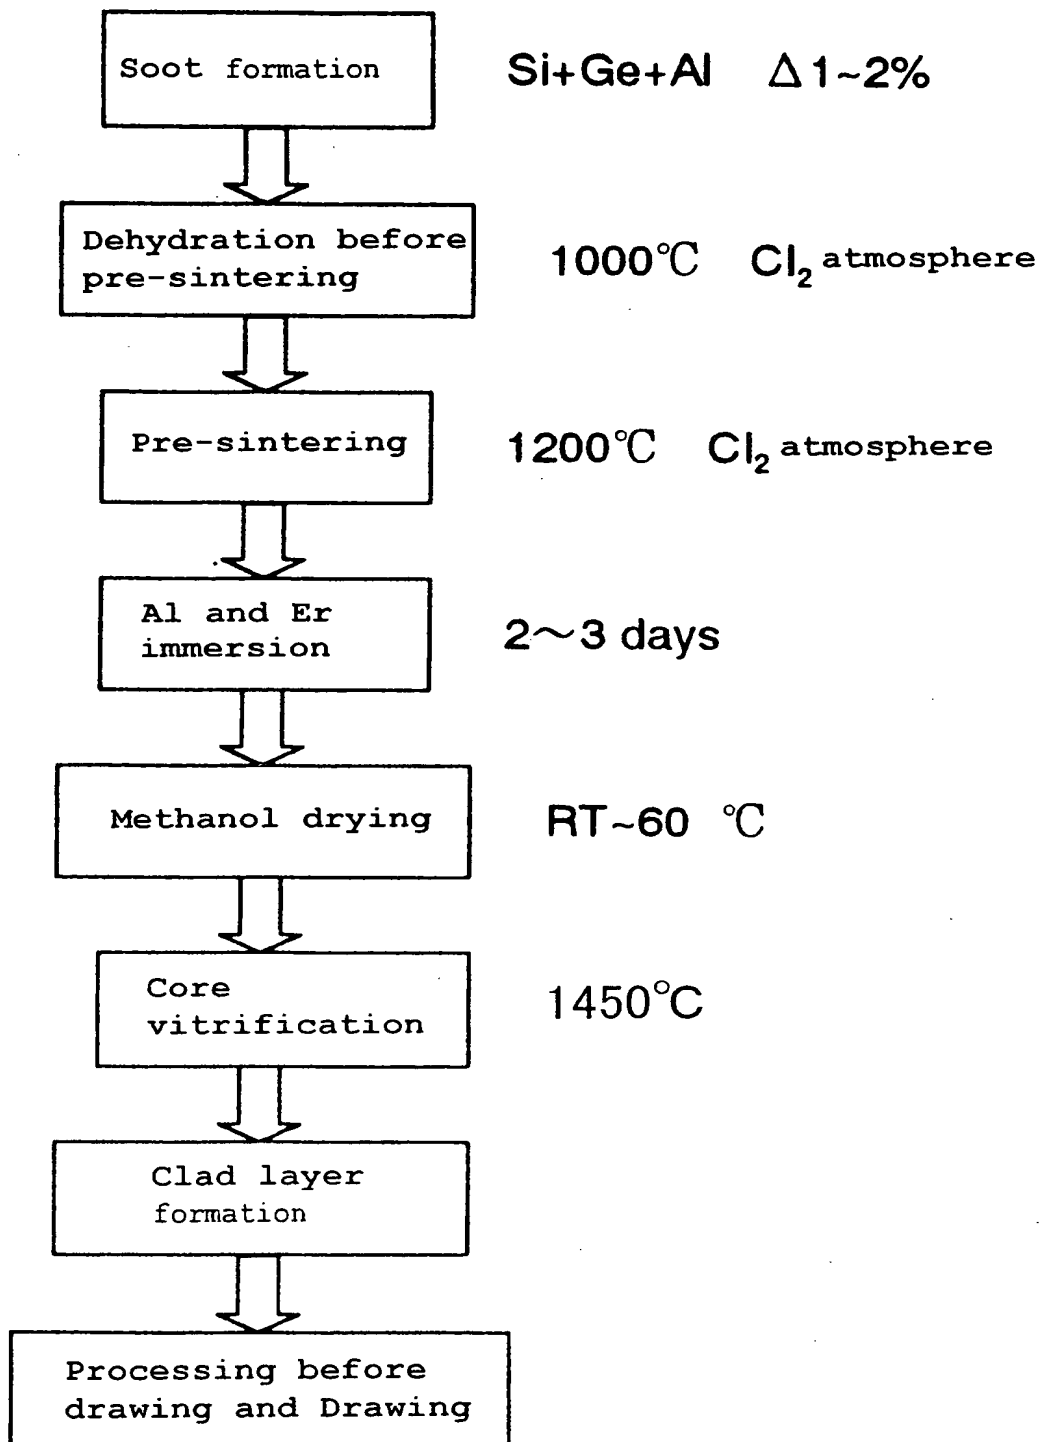 Soot formation Si+Ge+Al Δ1~2%
Dehydration before
pre-sintering
1000℃ Cl₂ atmosphere
Pre-sintering 1200℃ Cl₂ atmosphere
Al and Er
immersion
2～3 days
Methanol drying RT~60 ℃
Core
vitrification
1450℃
Clad layer
formation
Processing before
drawing and Drawing